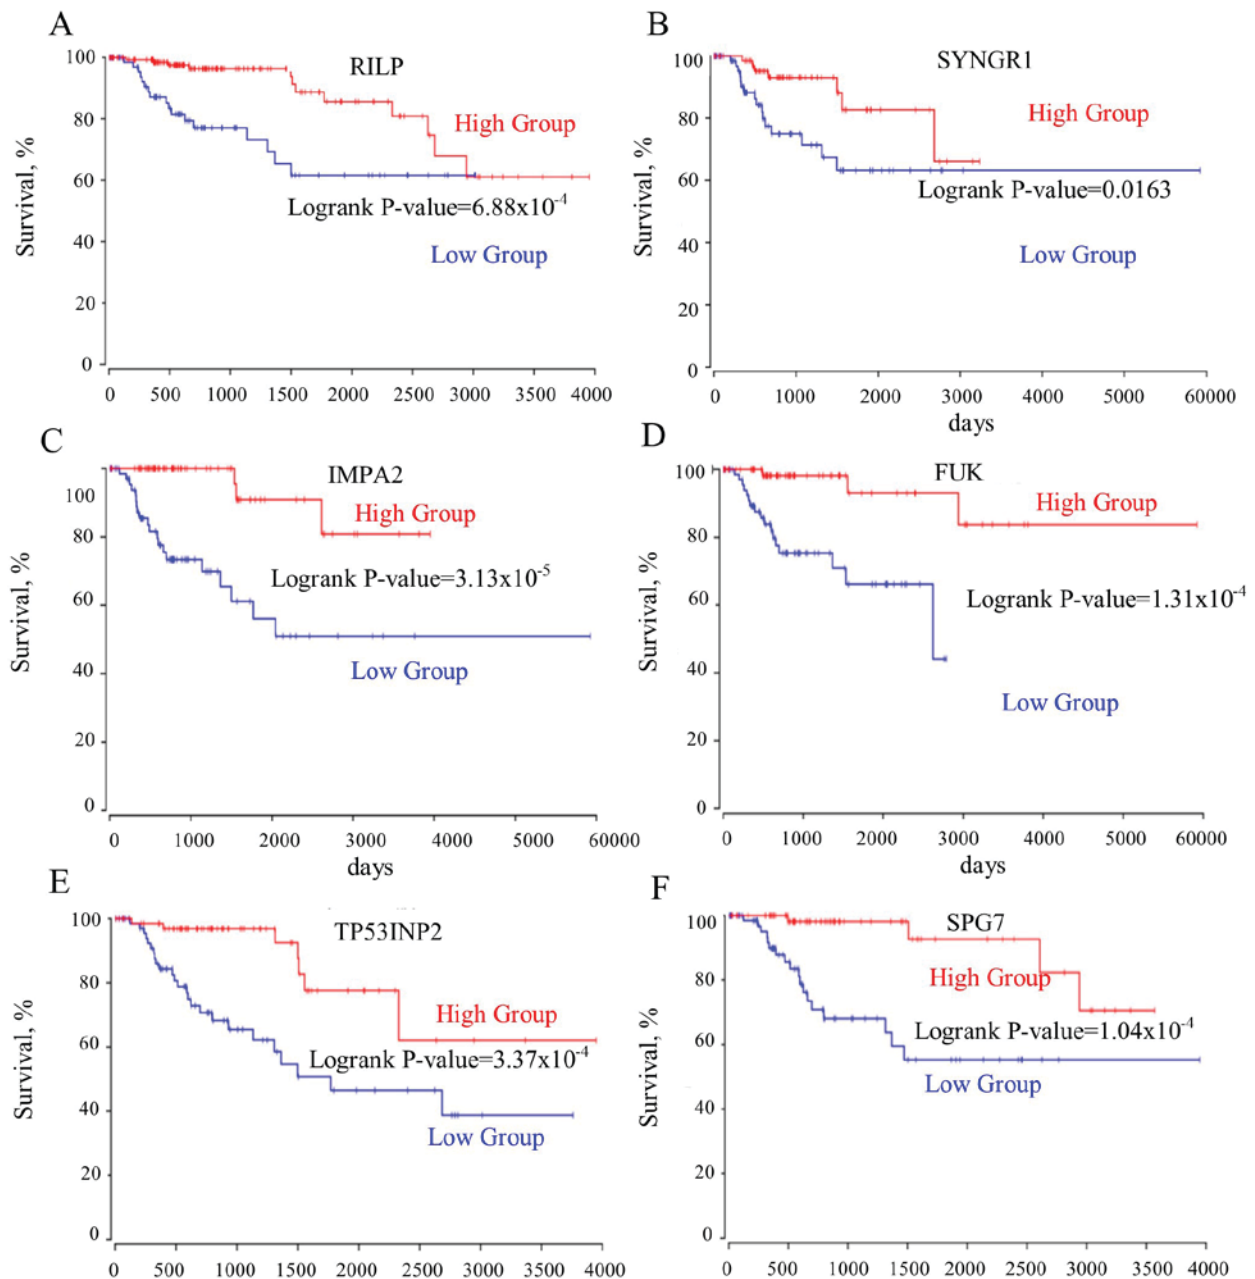 A
RILP
Survival, %
100
80
60
40
20
0
High Group
Logrank P-value=6.88x10-4
Low Group
0 500 1000 1500 2000 2500 3000 3500 4000
B
SYNGR1
Survival, %
100
80
60
40
20
0
High Group
Logrank P-value=0.0163
Low Group
0 1000 2000 3000 4000 5000 60000
days
C
IMPA2
Survival, %
100
80
60
40
20
0
High Group
Logrank P-value=3.13x10-5
Low Group
0 1000 2000 3000 4000 5000 60000
days
D
FUK
Survival, %
100
80
60
40
20
0
High Group
Logrank P-value=1.31x10-4
Low Group
0 1000 2000 3000 4000 5000 60000
days
E
TP53INP2
Survival, %
100
80
60
40
20
0
High Group
Logrank P-value=3.37x10-4
Low Group
0 500 1000 1500 2000 2500 3000 3500 4000
F
SPG7
Survival, %
100
80
60
40
20
0
High Group
Logrank P-value=1.04x10-4
Low Group
0 500 1000 1500 2000 2500 3000 3500 4000